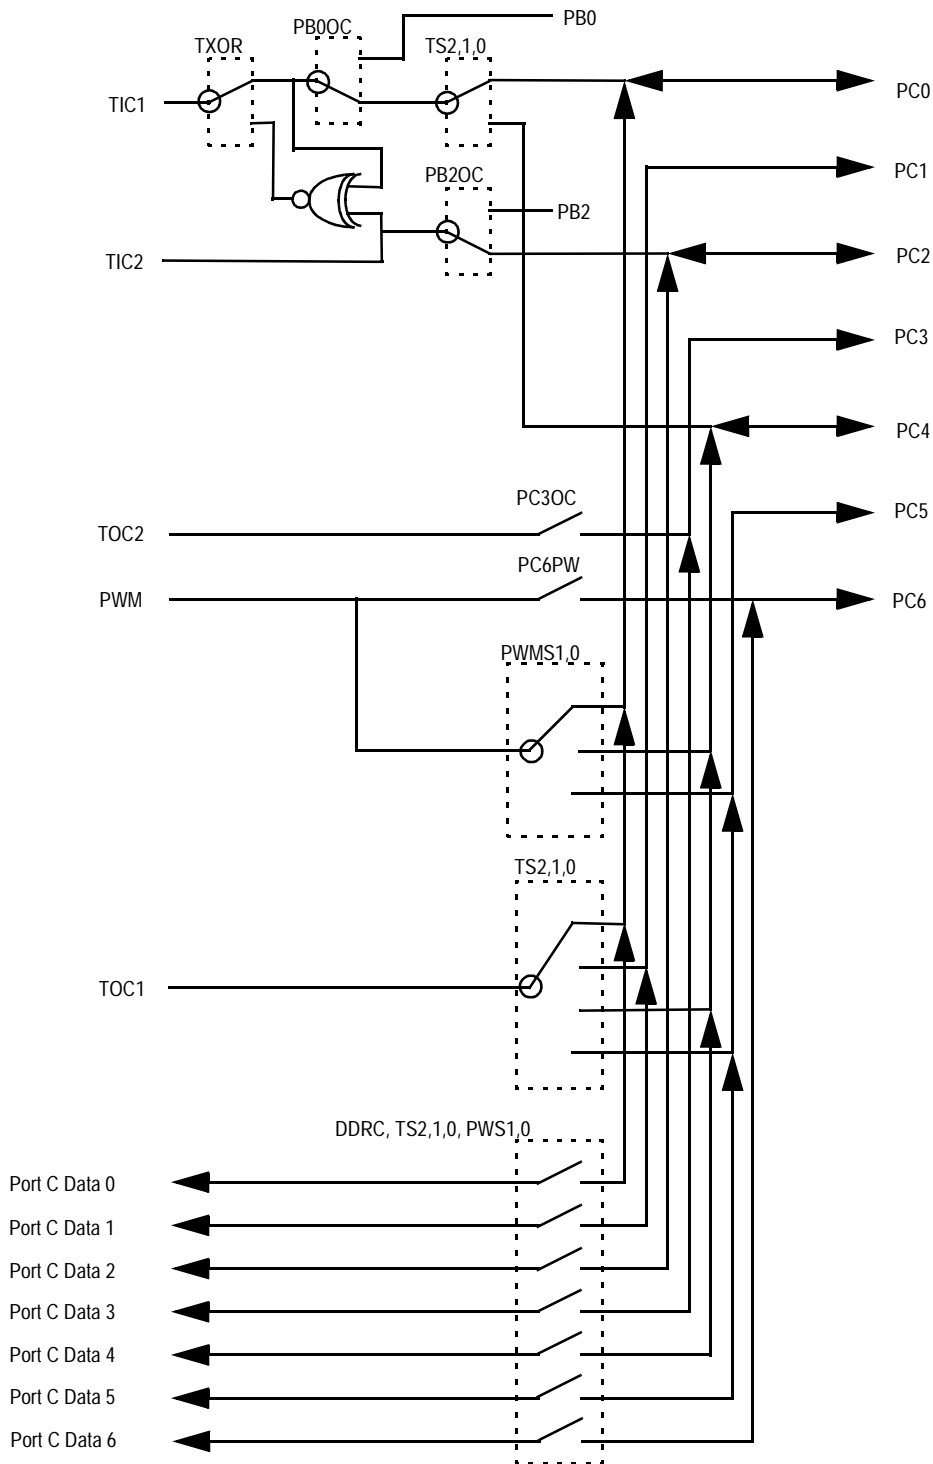 PB0OC
PB0
TXOR
TS2,1,0
TIC1
PC0
PC1
PB2OC
PB2
TIC2
PC2
PC3
PC4
PC3OC
PC5
TOC2
PC6PW
PWM
PC6
PWMS1,0
TS2,1,0
TOC1
DDRC, TS2,1,0, PWS1,0
Port C Data 0
Port C Data 1
Port C Data 2
Port C Data 3
Port C Data 4
Port C Data 5
Port C Data 6